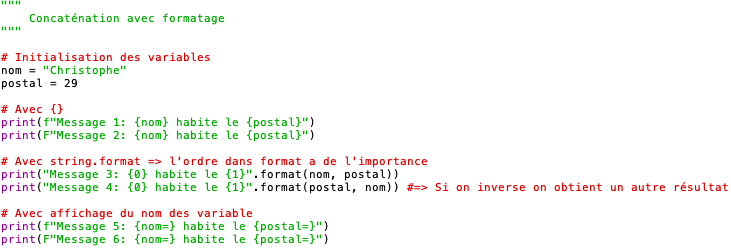 """
    Concaténation avec formatage
"""

# Initialisation des variables
nom = "Christophe"
postal = 29

# Avec {}
print(f"Message 1: {nom} habite le {postal}")
print(F"Message 2: {nom} habite le {postal}")

# Avec string.format => l'ordre dans format a de l'importance
print("Message 3: {0} habite le {1}".format(nom, postal))
print("Message 4: {0} habite le {1}".format(postal, nom)) #=> Si on inverse on obtient un autre résultat

# Avec affichage du nom des variable
print(f"Message 5: {nom=} habite le {postal=}")
print(F"Message 6: {nom=} habite le {postal=}")